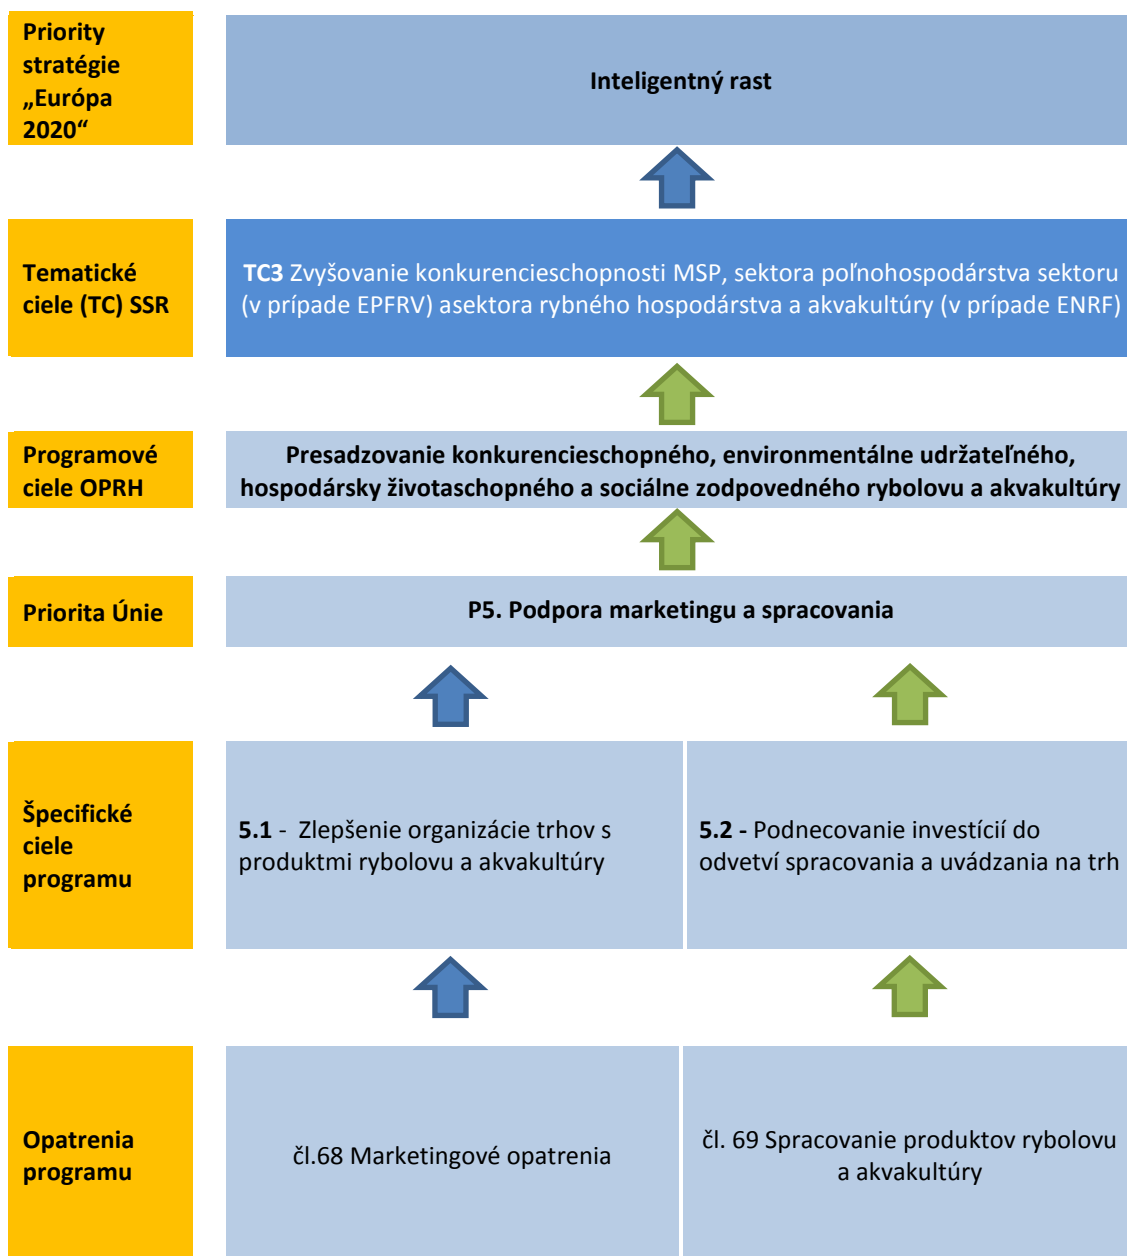 Priority
stratégie
„Európa
2020“
Inteligentný rast
Tematické
ciele (TC) SSR
TC3 Zvyšovanie konkurencieschopnosti MSP, sektora poľnohospodárstva sektoru
(v prípade EPFRV) asektora rybného hospodárstva a akvakultúry (v prípade ENRF)
Programové
ciele OPRH
Presadzovanie konkurencieschopného, environmentálne udržateľného,
hospodársky životaschopného a sociálne zodpovedného rybolovu a akvakultúry
Priorita Únie
P5. Podpora marketingu a spracovania
Špecifické
ciele
programu
5.1 - Zlepšenie organizácie trhov s
produktmi rybolovu a akvakultúry
5.2 - Podnecovanie investícií do
odvetví spracovania a uvádzania na trh
Opatrenia
programu
čl.68 Marketingové opatrenia
čl. 69 Spracovanie produktov rybolovu
a akvakultúry